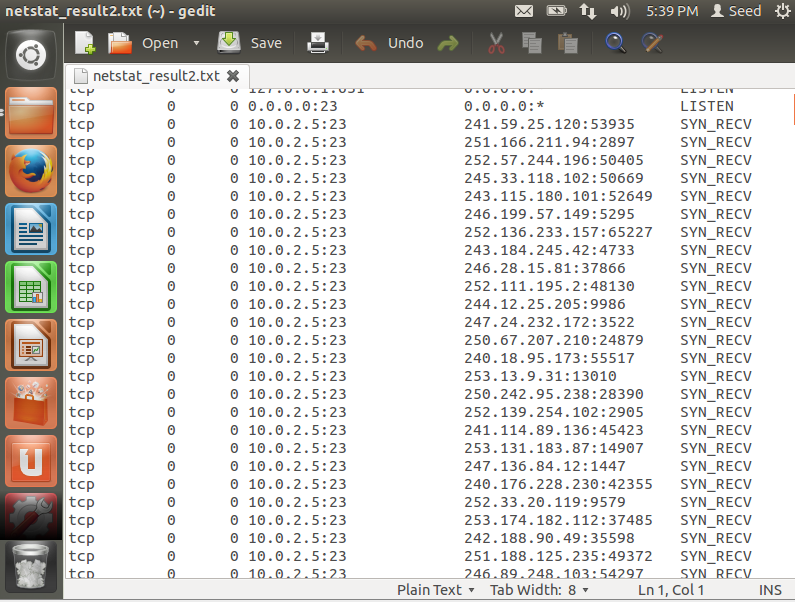 netstat_result2.txt (~) - gedit 5:39 PM Seed
Open Save Undo
netstat_result2.txt
tcp 0 0 127.0.0.1:631 0.0.0.0:* LISTEN
tcp 0 0 0.0.0.0:23 0.0.0.0:* LISTEN
tcp 0 0 10.0.2.5:23 241.59.25.120:53935 SYN_RECV
tcp 0 0 10.0.2.5:23 251.166.211.94:2897 SYN_RECV
tcp 0 0 10.0.2.5:23 252.57.244.196:50405 SYN_RECV
tcp 0 0 10.0.2.5:23 245.33.118.102:50669 SYN_RECV
tcp 0 0 10.0.2.5:23 243.115.180.101:52649 SYN_RECV
tcp 0 0 10.0.2.5:23 246.199.57.149:5295 SYN_RECV
tcp 0 0 10.0.2.5:23 252.136.233.157:65227 SYN_RECV
tcp 0 0 10.0.2.5:23 243.184.245.42:4733 SYN_RECV
tcp 0 0 10.0.2.5:23 246.28.15.81:37866 SYN_RECV
tcp 0 0 10.0.2.5:23 252.111.195.2:48130 SYN_RECV
tcp 0 0 10.0.2.5:23 244.12.25.205:9986 SYN_RECV
tcp 0 0 10.0.2.5:23 247.24.232.172:3522 SYN_RECV
tcp 0 0 10.0.2.5:23 250.67.207.210:24879 SYN_RECV
tcp 0 0 10.0.2.5:23 240.18.95.173:55517 SYN_RECV
tcp 0 0 10.0.2.5:23 253.13.9.31:13010 SYN_RECV
tcp 0 0 10.0.2.5:23 250.242.95.238:28390 SYN_RECV
tcp 0 0 10.0.2.5:23 252.139.254.102:2905 SYN_RECV
tcp 0 0 10.0.2.5:23 241.114.89.136:45423 SYN_RECV
tcp 0 0 10.0.2.5:23 253.131.183.87:14907 SYN_RECV
tcp 0 0 10.0.2.5:23 247.136.84.12:1447 SYN_RECV
tcp 0 0 10.0.2.5:23 240.176.228.230:42355 SYN_RECV
tcp 0 0 10.0.2.5:23 252.33.20.119:9579 SYN_RECV
tcp 0 0 10.0.2.5:23 253.174.182.112:37485 SYN_RECV
tcp 0 0 10.0.2.5:23 242.188.90.49:35598 SYN_RECV
tcp 0 0 10.0.2.5:23 251.188.125.235:49372 SYN_RECV
tcp 0 0 10.0.2.5:23 246.89.248.103:54297 SYN_RECV
Plain Text Tab Width: 8 Ln 1, Col 1 INS